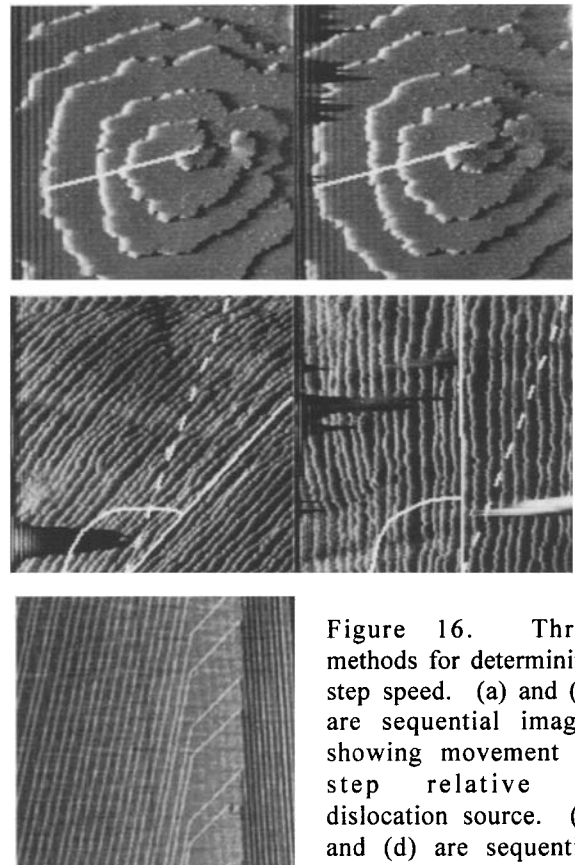 Figure 16. Thr
methods for determini
step speed. (a) and (
are sequential imag
showing movement
step relative
dislocation source. (
and (d) are sequent